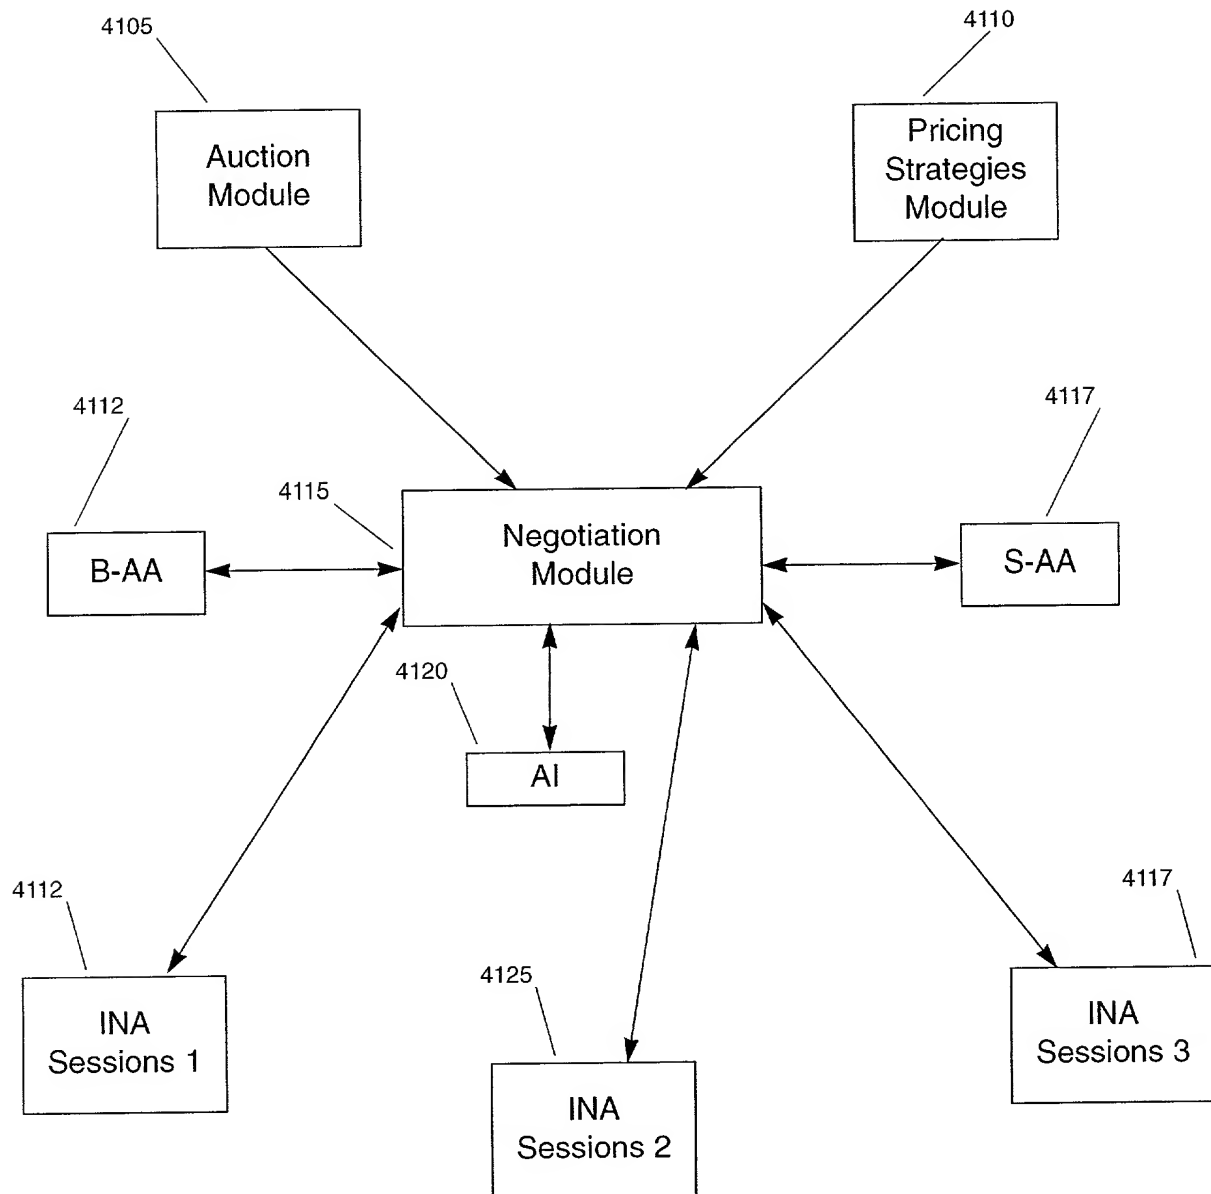 4105
4110
Auction
Module
Pricing
Strategies
Module
4112
4117
4115
B-AA
Negotiation
Module
S-AA
4120
AI
4112
4117
4125
INA
Sessions 1
INA
Sessions 3
INA
Sessions 2